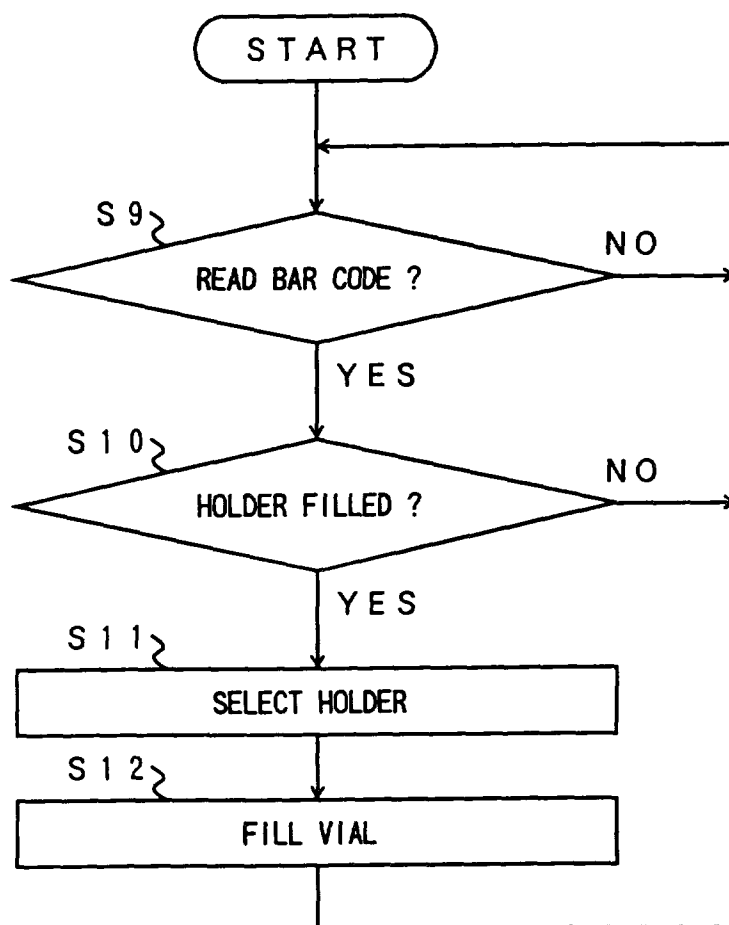 START
S9
READ BAR CODE ?
NO
YES
S10
HOLDER FILLED ?
NO
YES
S11
SELECT HOLDER
S12
FILL VIAL